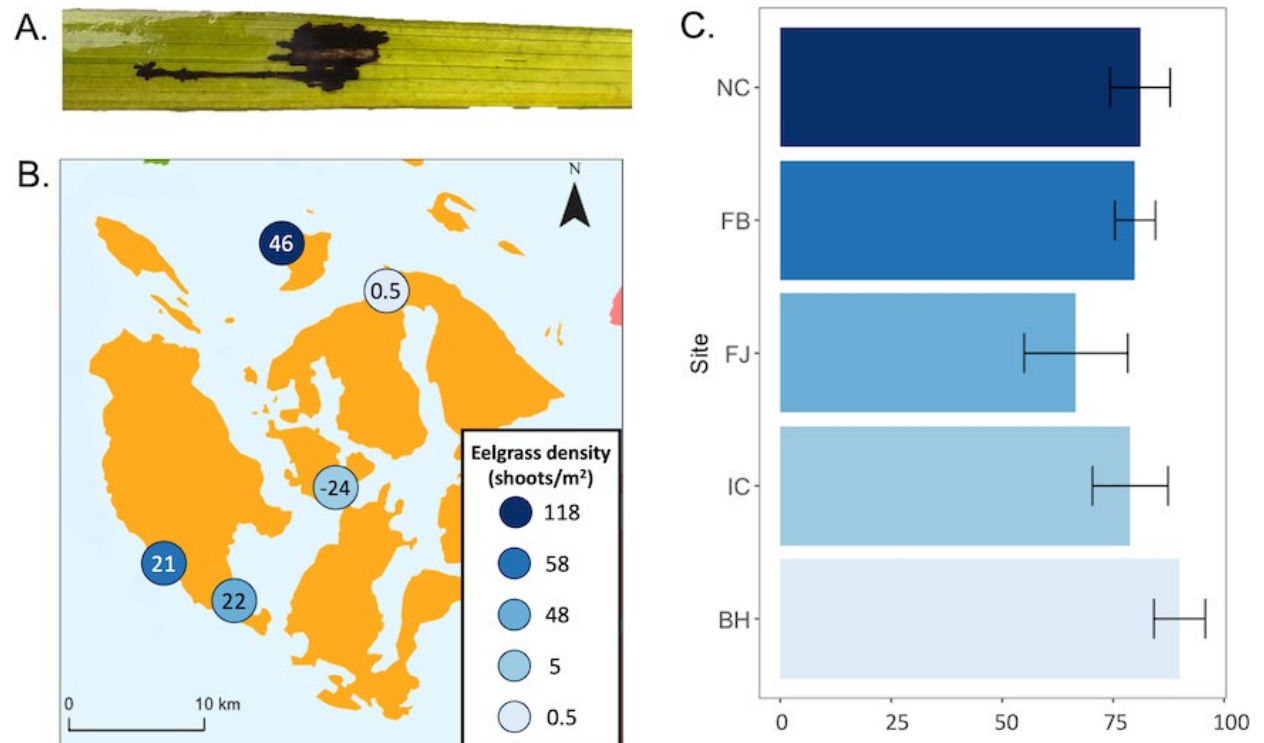 A.
B.
N
46
0.5
-24
21
22
0
10 km
Eelgrass density
(shoots/m²)
118
58
48
5
0.5
C.
Site
NC
FB
FJ
IC
BH
0
25
50
75
100